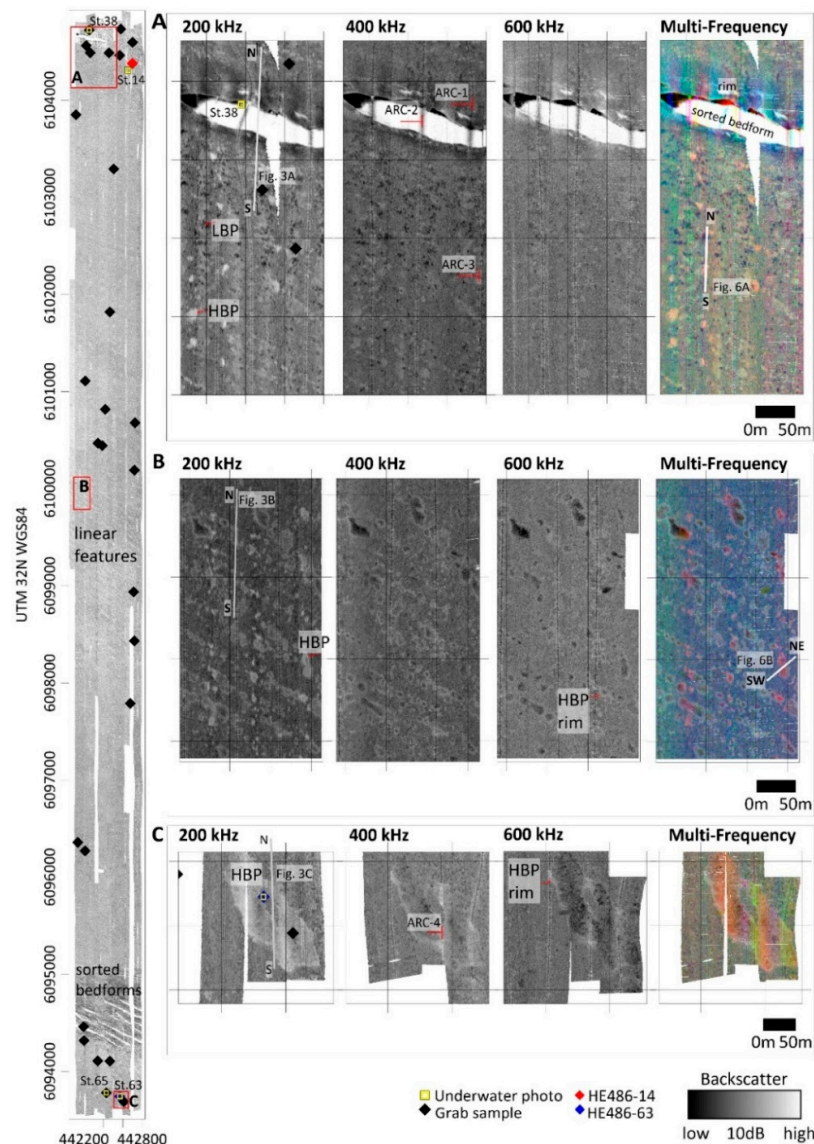 St.38
A
St.14
6104000
6103000
6102000
6101000
6100000
B
linear
features
UTM 32N WGS84
6099000
6098000
6097000
6096000
6095000
sorted
bedforms
6094000
St.65
St.63
C
442200 442800
A
200 kHz 400 kHz 600 kHz Multi-Frequency
N
St.38
Fig. 3A
S
LBP
HBP
ARC-1
ARC-2
ARC-3
rim
sorted bedform
N
Fig. 6A
S
0m 50m
B
200 kHz 400 kHz 600 kHz Multi-Frequency
N
Fig. 3B
S
HBP
HBP
rim
NE
Fig. 6B
SW
0m 50m
C
200 kHz 400 kHz 600 kHz Multi-Frequency
N
HBP
Fig. 3C
S
ARC-4
HBP
rim
0m 50m
Underwater photo
Grab sample
HE486-14
HE486-63
Backscatter
low 10dB high